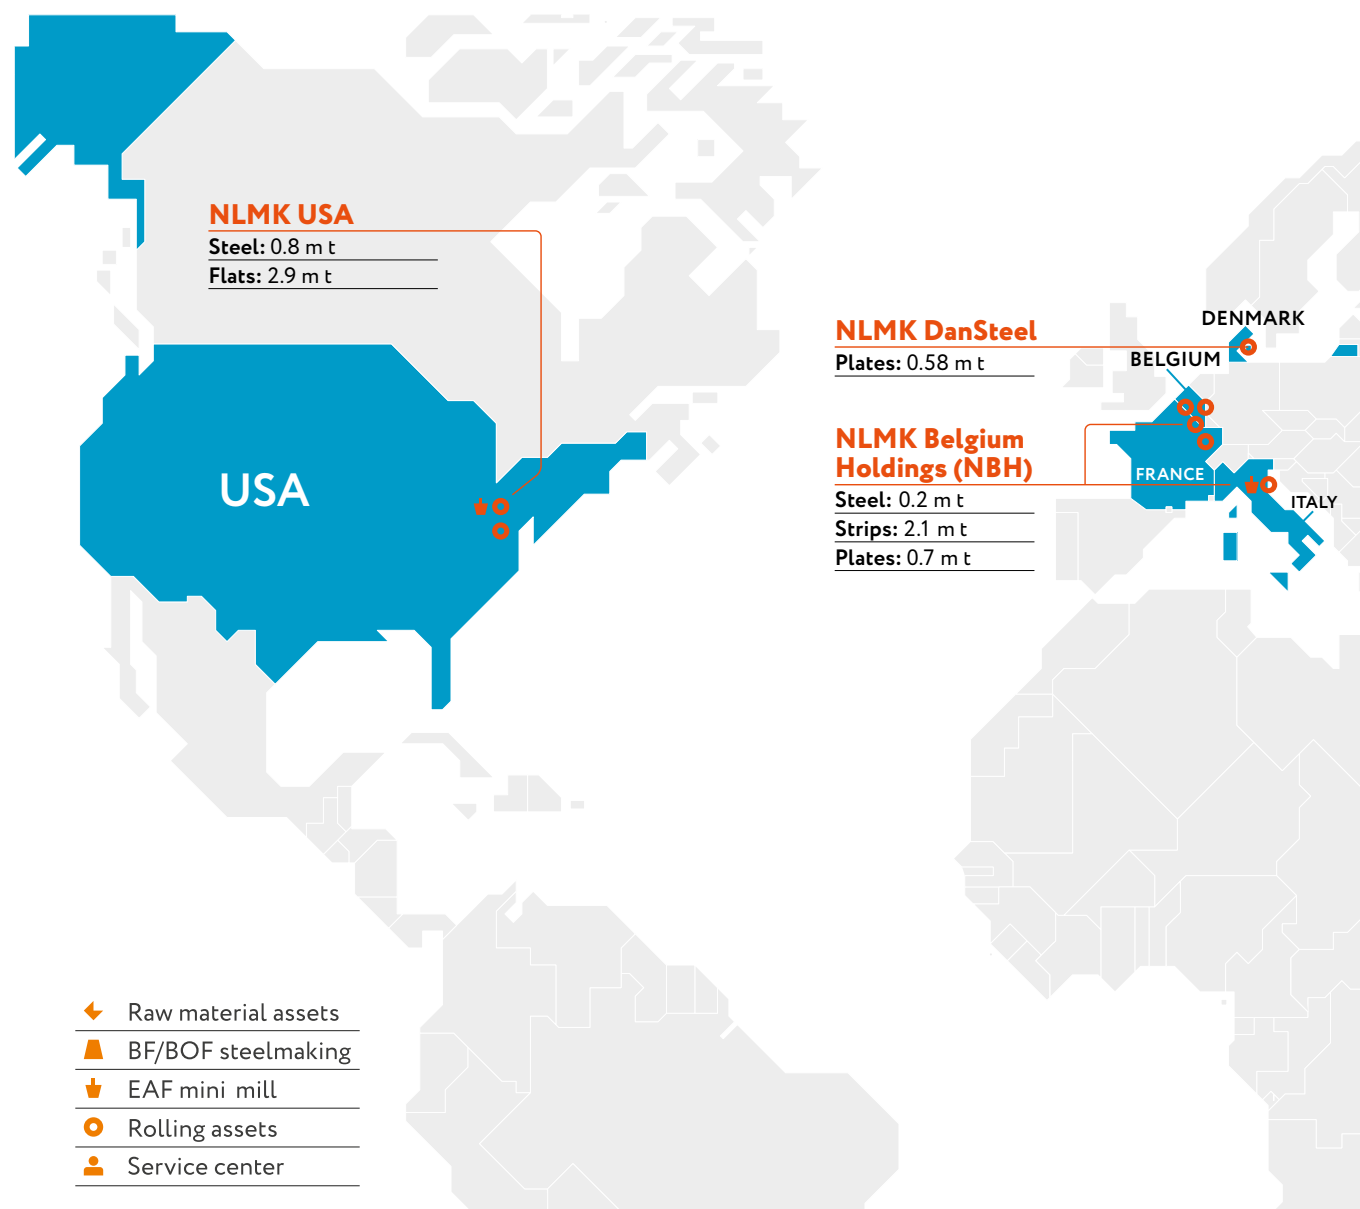 NLMK USA
Steel: 0.8 m t
Flats: 2.9 m t
DENMARK
NLMK DanSteel
BELGIUM
Plates: 0.58 m t
NLMK Belgium
Holdings (NBH)
FRANCE
USA
Steel: 0.2 m t
ITALY
Strips: 2.1 m t
Plates: 0.7 m t
Raw material assets
BF/BOF steelmaking
EAF mini mill
Rolling assets
Service center